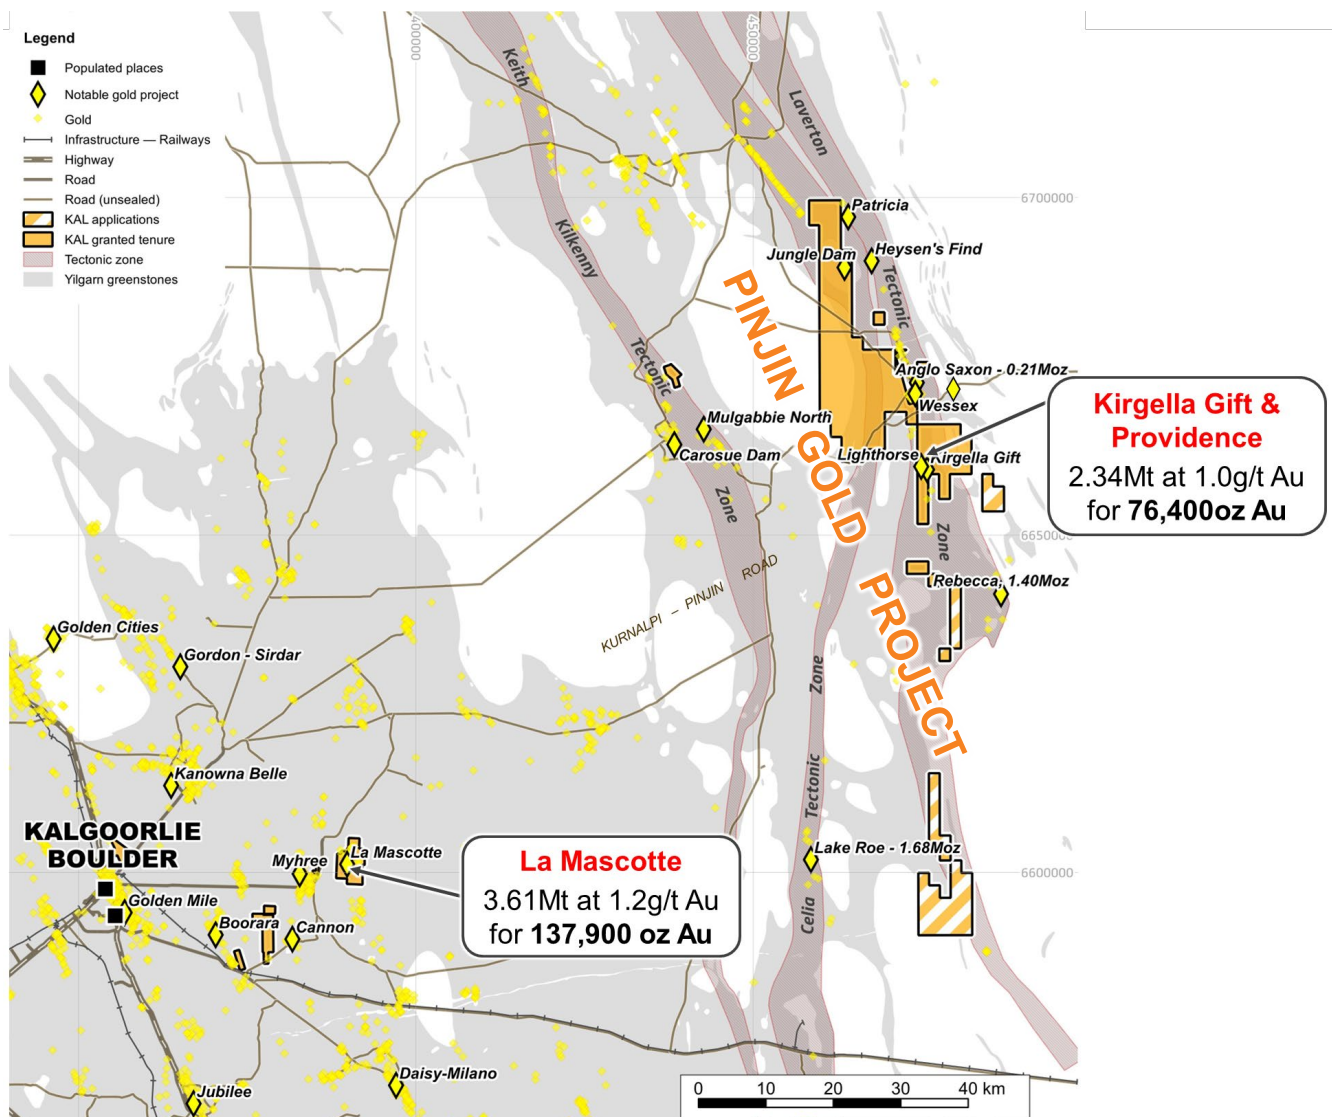 Legend
Populated places
Notable gold project
Gold
Infrastructure — Railways
Highway
Road
Road (unsealed)
KAL applications
KAL granted tenure
Tectonic zone
Yilgarn greenstones
400000
450000
6700000
6650000
6600000
Keith
Kilkenny
Tectonic
Zone
Laverton
Tectonic
Zone
Celia
Tectonic
Zone
Patricia
Heysen's Find
Jungle Dam
PINJIN GOLD PROJECT
Anglo Saxon - 0.21Moz
Wessex
Mulgabbie North
Carosue Dam
Lighthorse
Kirgella Gift
Kirgella Gift &
Providence
2.34Mt at 1.0g/t Au
for 76,400oz Au
KURNALPI – PINJIN ROAD
Rebecca, 1.40Moz
Golden Cities
Gordon - Sirdar
Kanowna Belle
KALGOORLIE
BOULDER
Myhree
La Mascotte
Golden Mile
Boorara
Cannon
La Mascotte
3.61Mt at 1.2g/t Au
for 137,900 oz Au
Lake Roe - 1.68Moz
Daisy-Milano
Jubilee
0 10 20 30 40 km